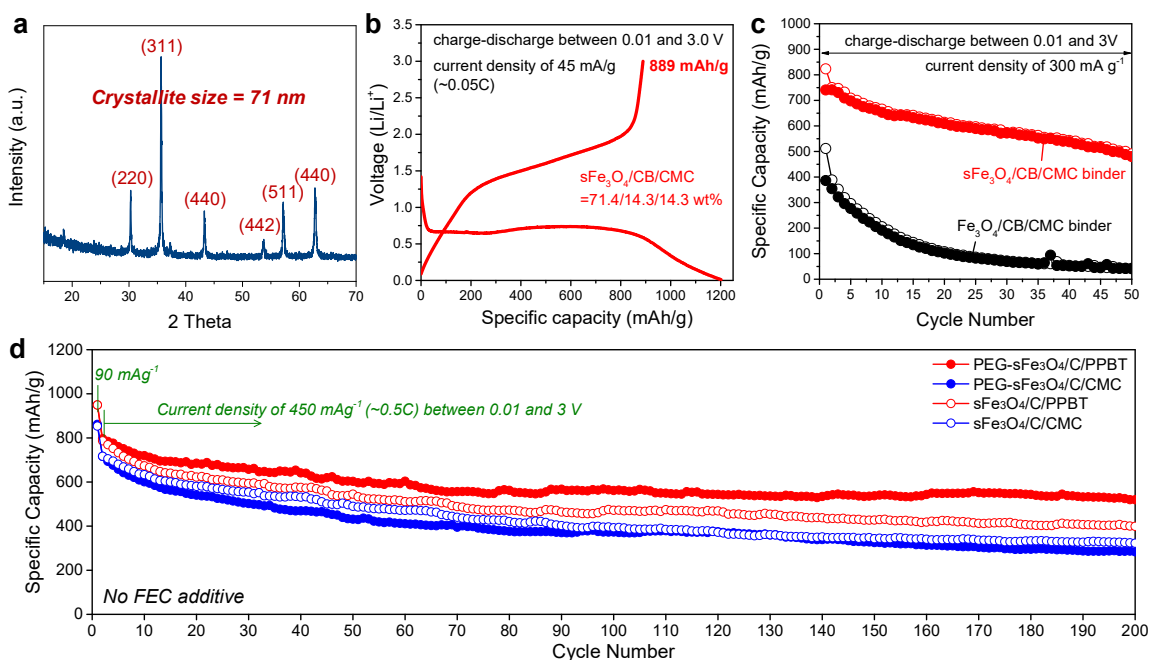 a
(311)
Crystallite size = 71 nm
(220)
(440)
(442)
(511)
(440)
Intensity (a.u.)
20 30 40 50 60 70
2 Theta
b
charge-discharge between 0.01 and 3.0 V
current density of 45 mA/g
(~0.05C)
889 mAh/g
sFe₃O₄/CB/CMC
=71.4/14.3/14.3 wt%
Voltage (Li/Li⁺)
3.0
2.5
2.0
1.5
1.0
0.5
0.0
0 200 400 600 800 1000 1200
Specific capacity (mAh/g)
c
charge-discharge between 0.01 and 3V
current density of 300 mA g⁻¹
sFe₃O₄/CB/CMC binder
Fe₃O₄/CB/CMC binder
Specific Capacity (mAh/g)
1000
900
800
700
600
500
400
300
200
100
0
0 5 10 15 20 25 30 35 40 45 50
Cycle Number
d
90 mAg⁻¹
Current density of 450 mAg⁻¹ (~0.5C) between 0.01 and 3 V
PEG-sFe₃O₄/C/PPBT
PEG-sFe₃O₄/C/CMC
sFe₃O₄/C/PPBT
sFe₃O₄/C/CMC
No FEC additive
Specific Capacity (mAh/g)
1200
1000
800
600
400
200
0
0 10 20 30 40 50 60 70 80 90 100 110 120 130 140 150 160 170 180 190 200
Cycle Number